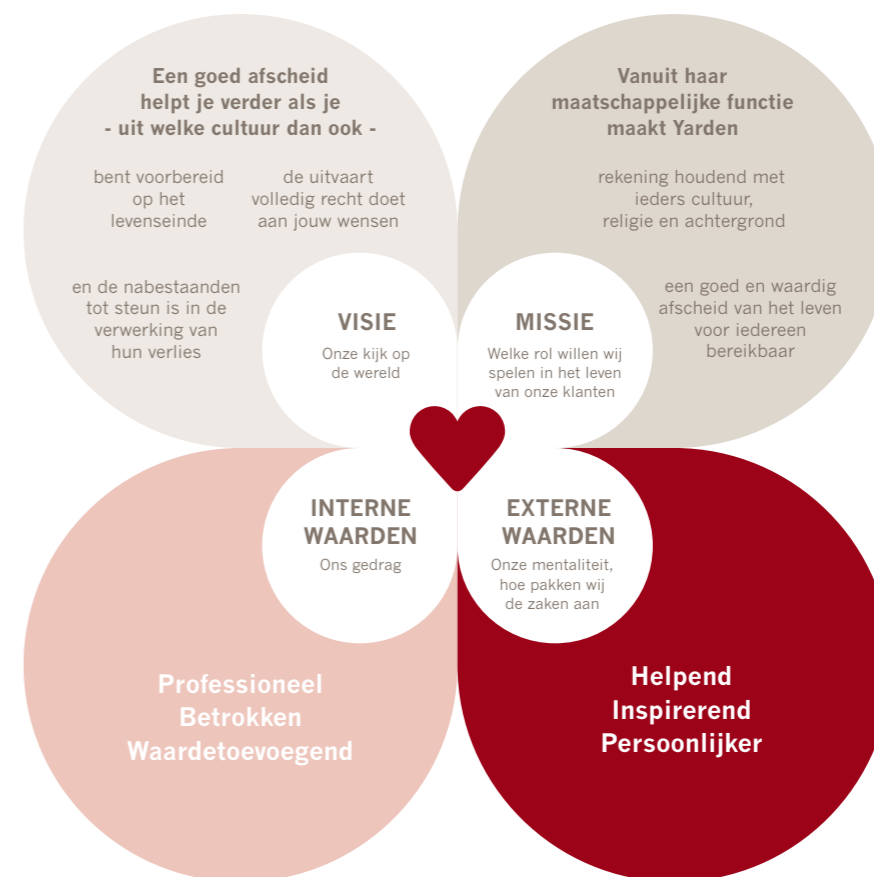 Een goed afscheid
helpt je verder als je
- uit welke cultuur dan ook -
bent voorbereid
op het
levenseinde
de uitvaart
volledig recht doet
aan jouw wensen
en de nabestaanden
tot steun is in de
verwerking van
hun verlies
VISIE
Onze kijk op
de wereld
Vanuit haar
maatschappelijke functie
maakt Yarden
rekening houdend met
ieders cultuur,
religie en achtergrond
een goed en waardig
afscheid van het leven
voor iedereen
bereikbaar
MISSIE
Welke rol willen wij
spelen in het leven
van onze klanten
INTERNE
WAARDEN
Ons gedrag
Professioneel
Betrokken
Waardetoevoegend
EXTERNE
WAARDEN
Onze mentaliteit,
hoe pakken wij
de zaken aan
Helpend
Inspirerend
Persoonlijker